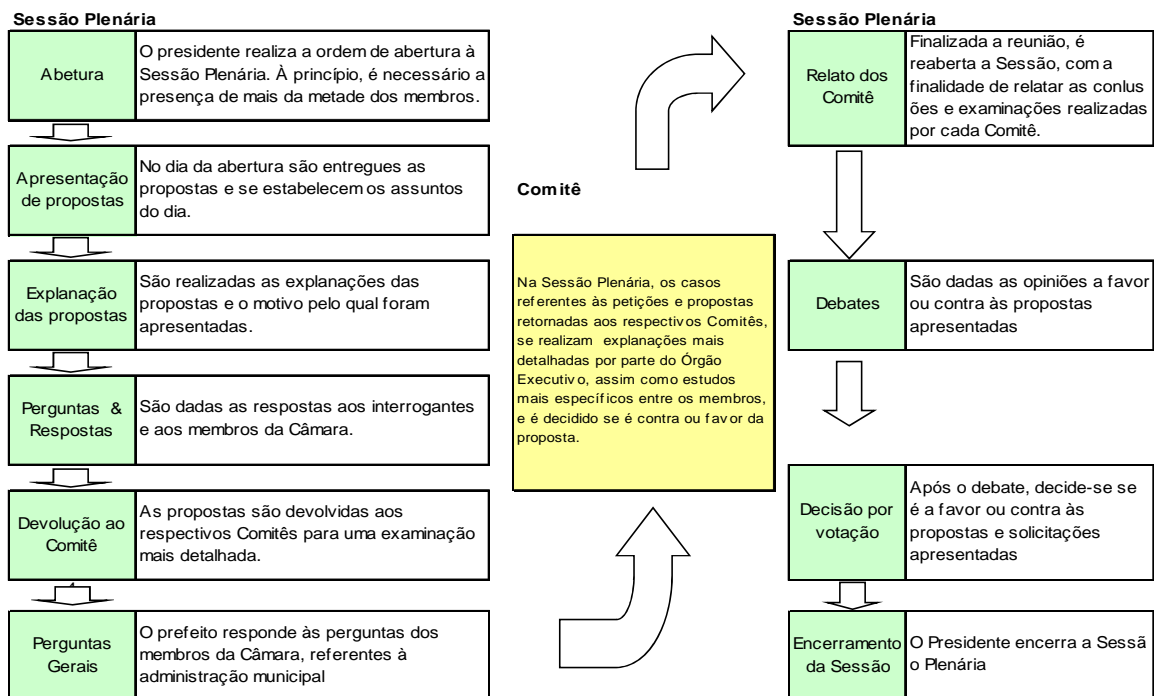 Sessão Plenária
Abetura
O presidente realiza a ordem de abertura à
Sessão Plenária. À princípio, é necessário a
presença de mais da metade dos membros.
Apresentação
de propostas
No dia da abertura são entregues as
propostas e se estabelecem os assuntos
do dia.
Explanação
das propostas
São realizadas as explanações das
propostas e o motivo pelo qual foram
apresentadas.
Perguntas &
Respostas
São dadas as respostas aos interrogantes
e aos membros da Câmara.
Devolução ao
Comitê
As propostas são devolvidas aos
respectivos Comitês para uma examinação
mais detalhada.
Perguntas
Gerais
O prefeito responde às perguntas dos
membros da Câmara, referentes à
administração municipal
Comitê
Na Sessão Plenária, os casos
referentes às petições e propostas
retornadas aos respectivos Comitês,
se realizam explanações mais
detalhadas por parte do Órgão
Executivo, assim como estudos
mais específicos entre os membros,
e é decidido se é contra ou favor da
proposta.
Sessão Plenária
Relato dos
Comitê
Finalizada a reunião, é
reaberta a Sessão, com a
finalidade de relatar as conlus
ões e examinações realizadas
por cada Comitê.
Debates
São dadas as opiniões a favor
ou contra às propostas
apresentadas
Decisão por
votação
Após o debate, decide-se se
é a favor ou contra às
propostas e solicitações
apresentadas
Encerramento
da Sessão
O Presidente encerra a Sessã
o Plenária